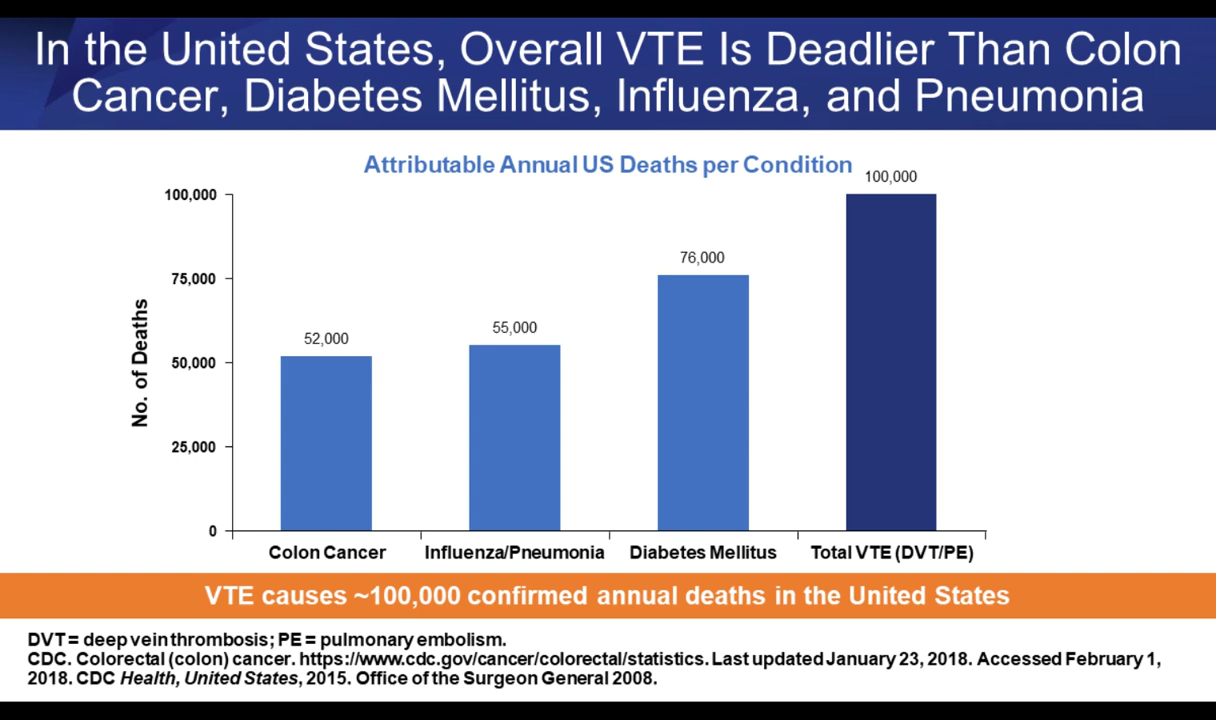 In the United States, Overall VTE Is Deadlier Than Colon
Cancer, Diabetes Mellitus, Influenza, and Pneumonia
Attributable Annual US Deaths per Condition
No. of Deaths
100,000
75,000
50,000
25,000
0
52,000
55,000
76,000
100,000
Colon Cancer
Influenza/Pneumonia
Diabetes Mellitus
Total VTE (DVT/PE)
VTE causes ~100,000 confirmed annual deaths in the United States
DVT = deep vein thrombosis; PE = pulmonary embolism.
CDC. Colorectal (colon) cancer. https://www.cdc.gov/cancer/colorectal/statistics. Last updated January 23, 2018. Accessed February 1,
2018. CDC Health, United States, 2015. Office of the Surgeon General 2008.